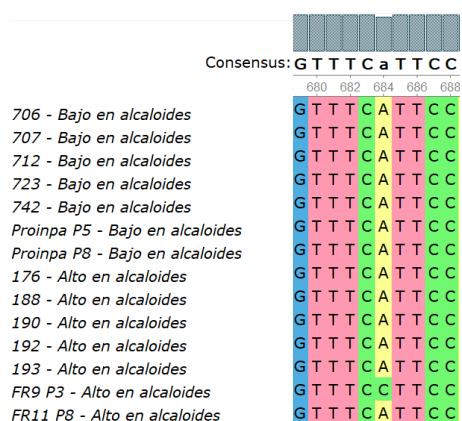 Consensus: G T T T C a T T C C
680 682 684 686 688
706 - Bajo en alcaloides G T T T C A T T C C
707 - Bajo en alcaloides G T T T C A T T C C
712 - Bajo en alcaloides G T T T C A T T C C
723 - Bajo en alcaloides G T T T C A T T C C
742 - Bajo en alcaloides G T T T C A T T C C
Proinpa P5 - Bajo en alcaloides G T T T C A T T C C
Proinpa P8 - Bajo en alcaloides G T T T C A T T C C
176 - Alto en alcaloides G T T T C A T T C C
188 - Alto en alcaloides G T T T C A T T C C
190 - Alto en alcaloides G T T T C A T T C C
192 - Alto en alcaloides G T T T C A T T C C
193 - Alto en alcaloides G T T T C A T T C C
FR9 P3 - Alto en alcaloides G T T T C C T T C C
FR11 P8 - Alto en alcaloides G T T T C A T T C C